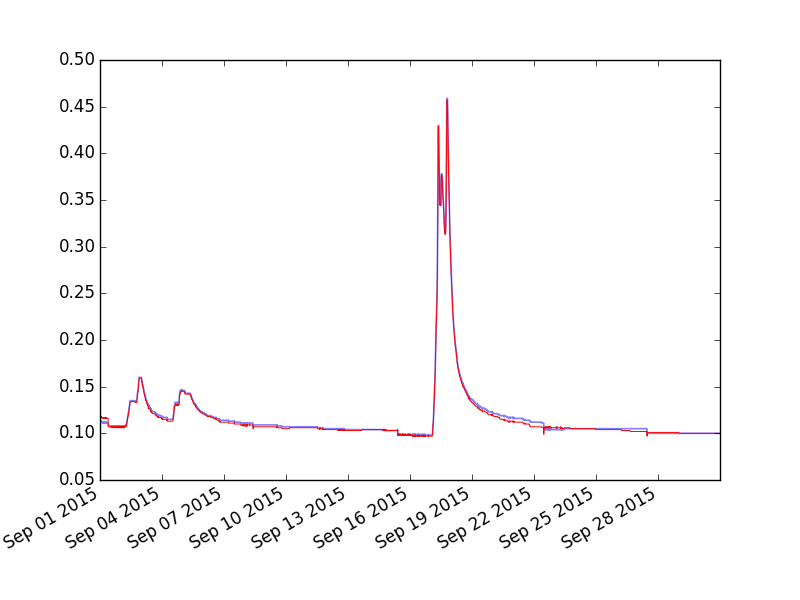 0.50
0.45
0.40
0.35
0.30
0.25
0.20
0.15
0.10
0.05
Sep 01 2015
Sep 04 2015
Sep 07 2015
Sep 10 2015
Sep 13 2015
Sep 16 2015
Sep 19 2015
Sep 22 2015
Sep 25 2015
Sep 28 2015